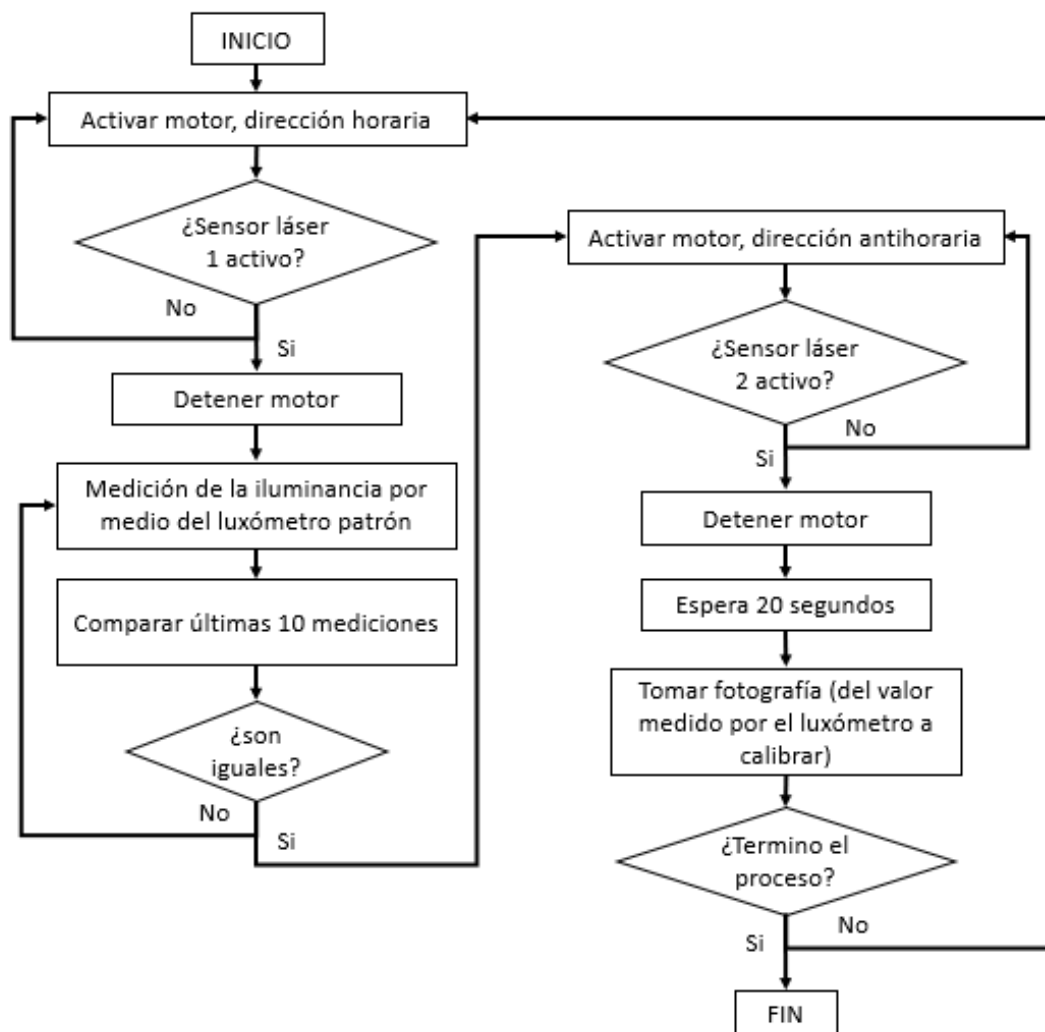 INICIO
Activar motor, dirección horaria
¿Sensor láser
1 activo?
No
Si
Detener motor
Medición de la iluminancia por
medio del luxómetro patrón
Comparar últimas 10 mediciones
¿son
iguales?
No
Si
Activar motor, dirección antihoraria
¿Sensor láser
2 activo?
No
Si
Detener motor
Espera 20 segundos
Tomar fotografía (del valor
medido por el luxómetro a
calibrar)
¿Termino el
proceso?
No
Si
FIN